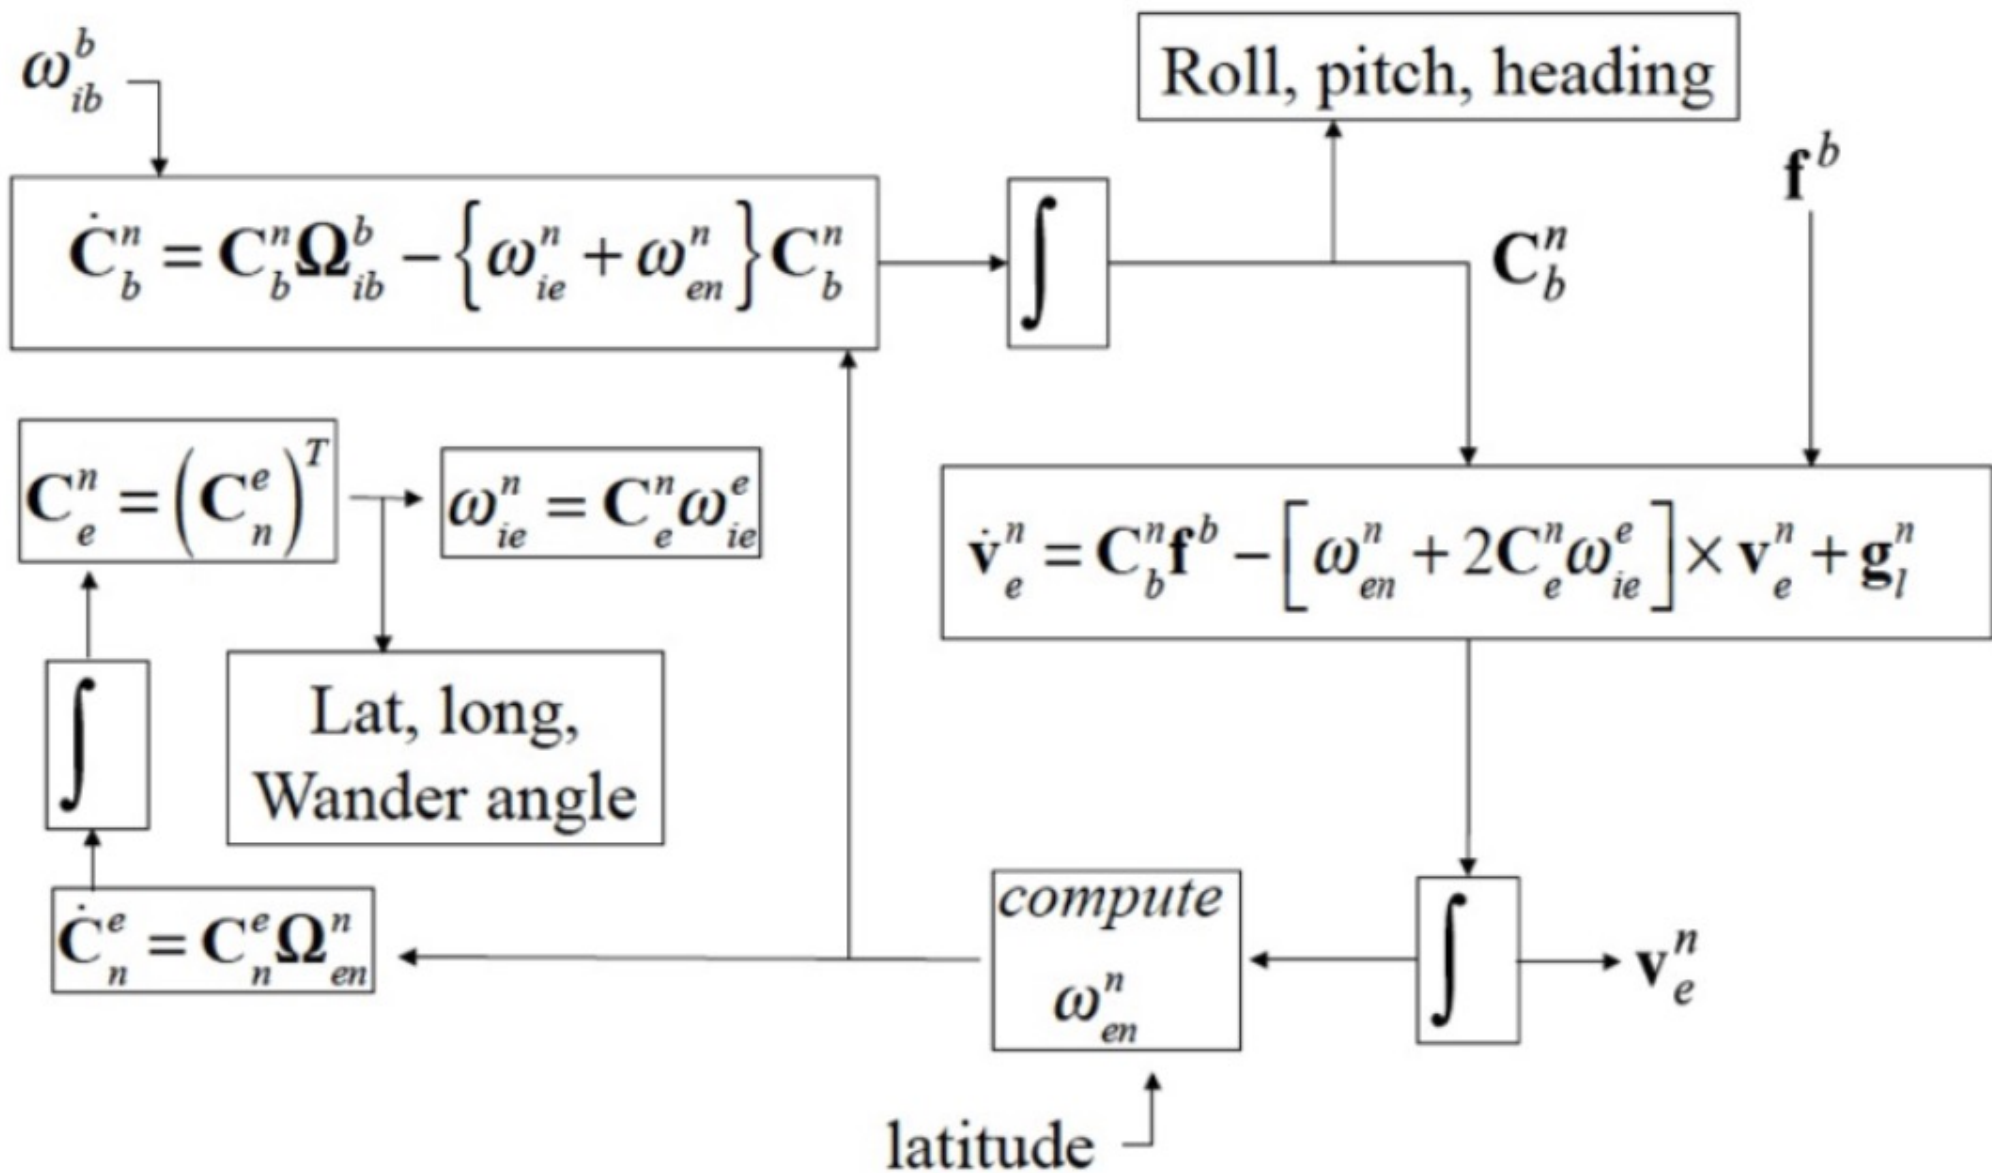 ω^b_ib
Roll, pitch, heading
f^b
Ċ^n_b = C^n_b Ω^b_ib − {ω^n_ie + ω^n_en} C^n_b
∫
C^n_b
C^n_e = (C^e_n)^T
ω^n_ie = C^n_e ω^e_ie
v̇^n_e = C^n_b f^b − [ω^n_en + 2C^n_e ω^e_ie] × v^n_e + g^n_l
∫
Lat, long,
Wander angle
Ċ^e_n = C^e_n Ω^n_en
compute
ω^n_en
∫
v^n_e
latitude